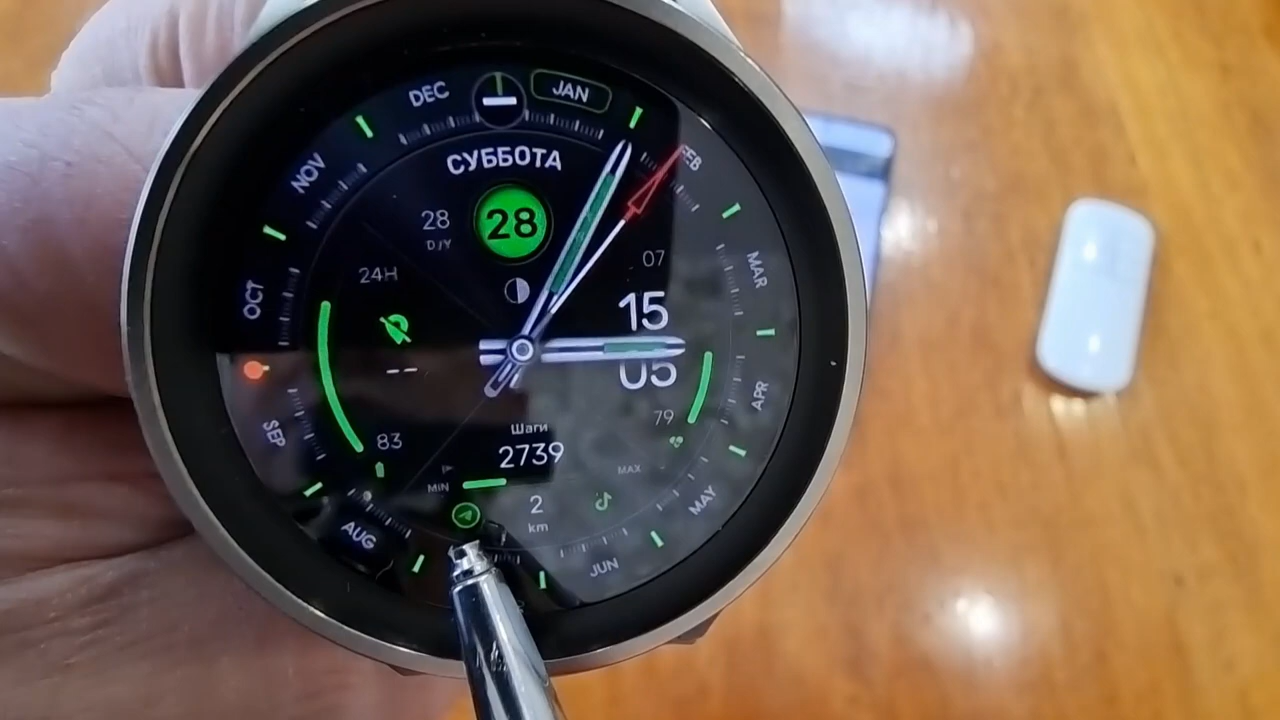 DEC
JAN
NOV
СУББОТА
FEB
28
D/Y
28
24H
07
MAR
OCT
15
05
--
79
APR
SEP
83
Шаги
2739
MIN
MAX
MAY
2
km
AUG
JUN